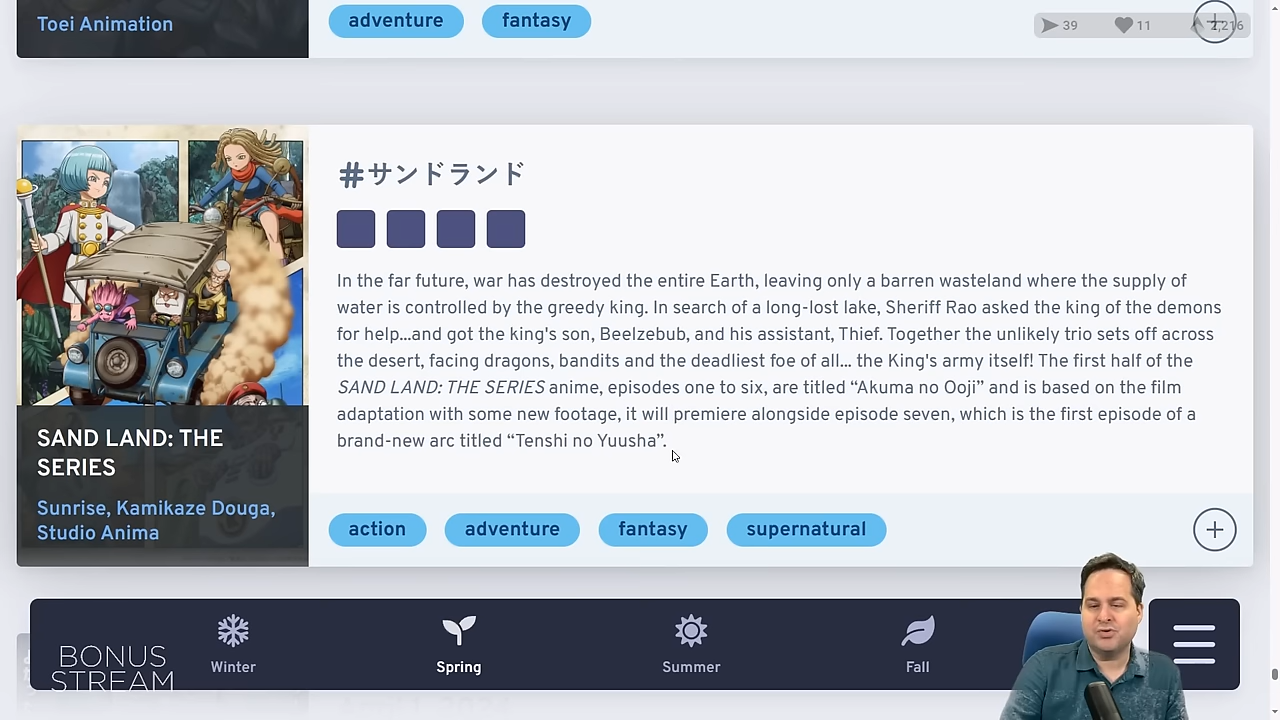 Toei Animation
adventure
fantasy
39
11
2,216
#サンドランド
In the far future, war has destroyed the entire Earth, leaving only a barren wasteland where the supply of
water is controlled by the greedy king. In search of a long-lost lake, Sheriff Rao asked the king of the demons
for help...and got the king's son, Beelzebub, and his assistant, Thief. Together the unlikely trio sets off across
the desert, facing dragons, bandits and the deadliest foe of all... the King's army itself! The first half of the
SAND LAND: THE SERIES anime, episodes one to six, are titled “Akuma no Ooji” and is based on the film
adaptation with some new footage, it will premiere alongside episode seven, which is the first episode of a
brand-new arc titled “Tenshi no Yuusha”.
SAND LAND: THE
SERIES
Sunrise, Kamikaze Douga,
Studio Anima
action
adventure
fantasy
supernatural
BONUS
STREAM
Winter
Spring
Summer
Fall